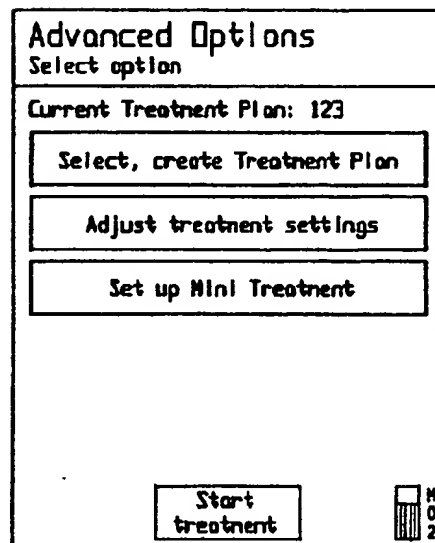 Advanced Options
Select option
Current Treatment Plan: 123
Select, create Treatment Plan
Adjust treatment settings
Set up Mini Treatment
Start
treatment